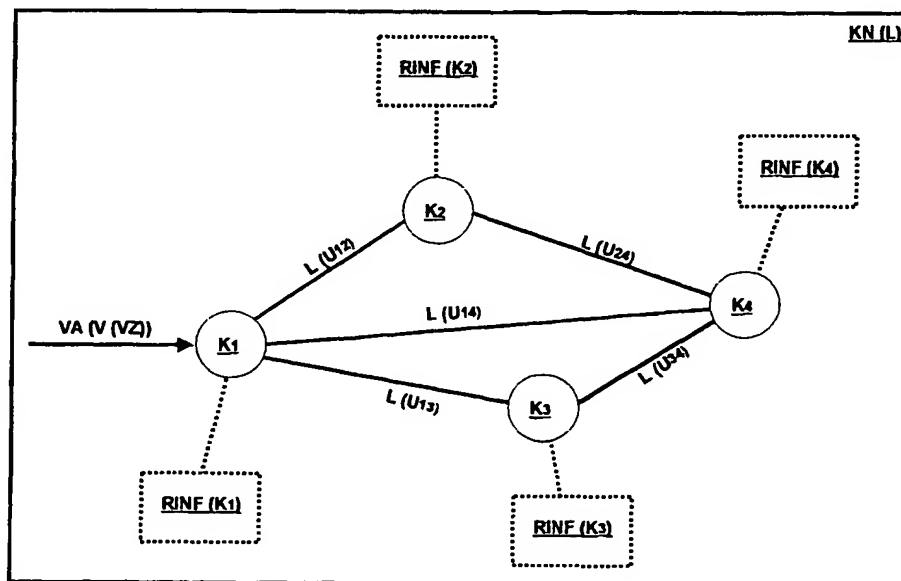 KN (L)
RINF (K2)
RINF (K4)
K2
L (U12)
L (U24)
K4
VA (V (VZ))
L (U14)
K1
L (U34)
L (U13)
K3
RINF (K1)
RINF (K3)